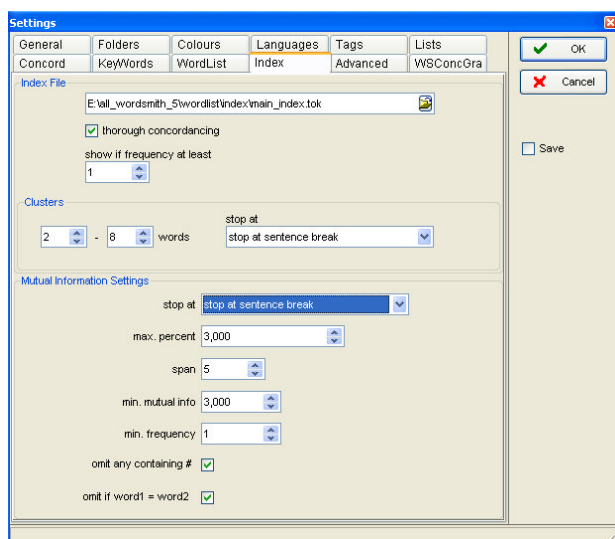 Settings
General Folders Colours Languages Tags Lists
Concord KeyWords WordList Index Advanced WSConcGra
OK
Cancel
Save
Index File
E:\all_wordsmith_5\wordlist\index\main_index.tok
thorough concordancing
show if frequency at least
1
Clusters
stop at
2 - 8 words stop at sentence break
Mutual Information Settings
stop at stop at sentence break
max. percent 3,000
span 5
min. mutual info 3,000
min. frequency 1
omit any containing #
omit if word1 = word2